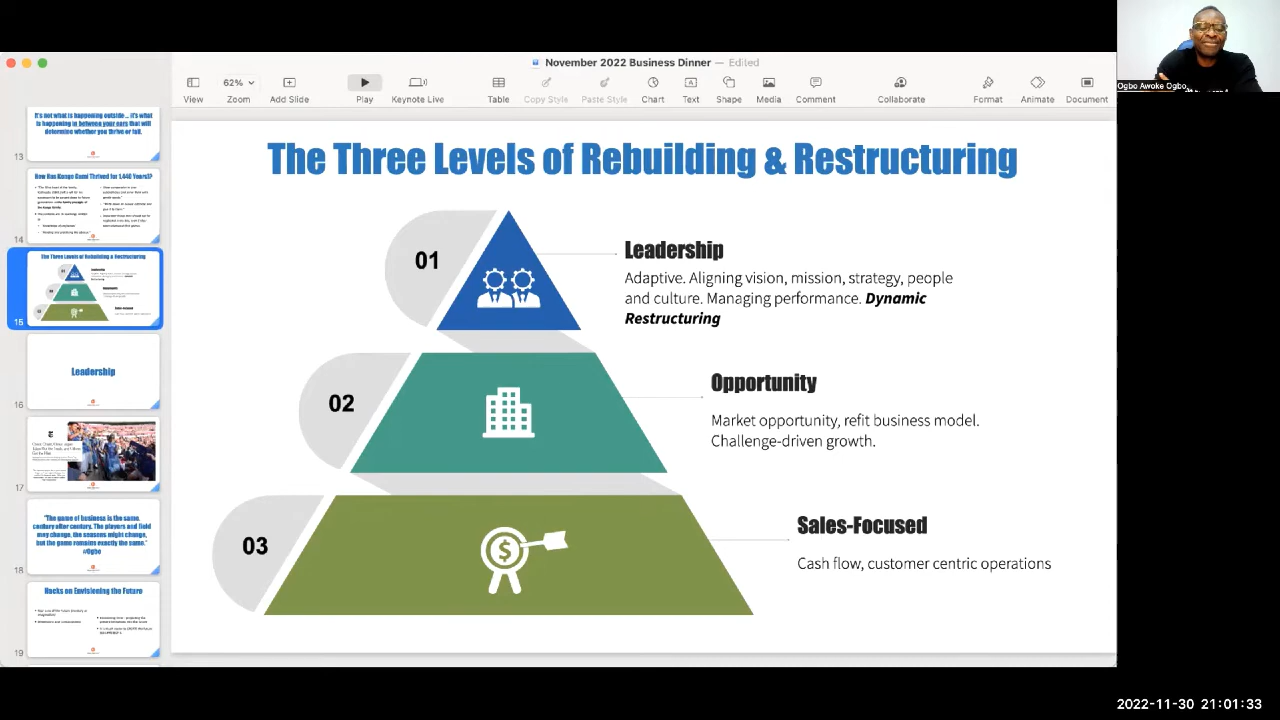 Ogbo Awoke Ogbo
November 2022 Business Dinner — Edited
View
62%
Zoom
Add Slide
Play
Keynote Live
Table
Copy Style
Paste Style
Chart
Text
Shape
Media
Comment
Collaborate
Format
Animate
Document
It's not what is happening outside ... it's what
is happening in between your ears that will
determine whether you thrive or fail.
13
How Has Kongo Gumi Thrived for 1,440 Years!?
14
The Three Levels of Rebuilding & Restructuring
15
Leadership
16
17
"The game of business is the same,
century after century. The players and field
may change, the seasons might change,
but the game remains exactly the same."
#Ogbo
18
Hacks on Envisioning the Future
19
The Three Levels of Rebuilding & Restructuring
01
Leadership
Adaptive. Aligning vision, mission, strategy, people
and culture. Managing performance. Dynamic
Restructuring
02
Opportunity
Market opportunity, refit business model.
Challenge-driven growth.
03
Sales-Focused
Cash flow, customer centric operations
2022-11-30 21:01:33